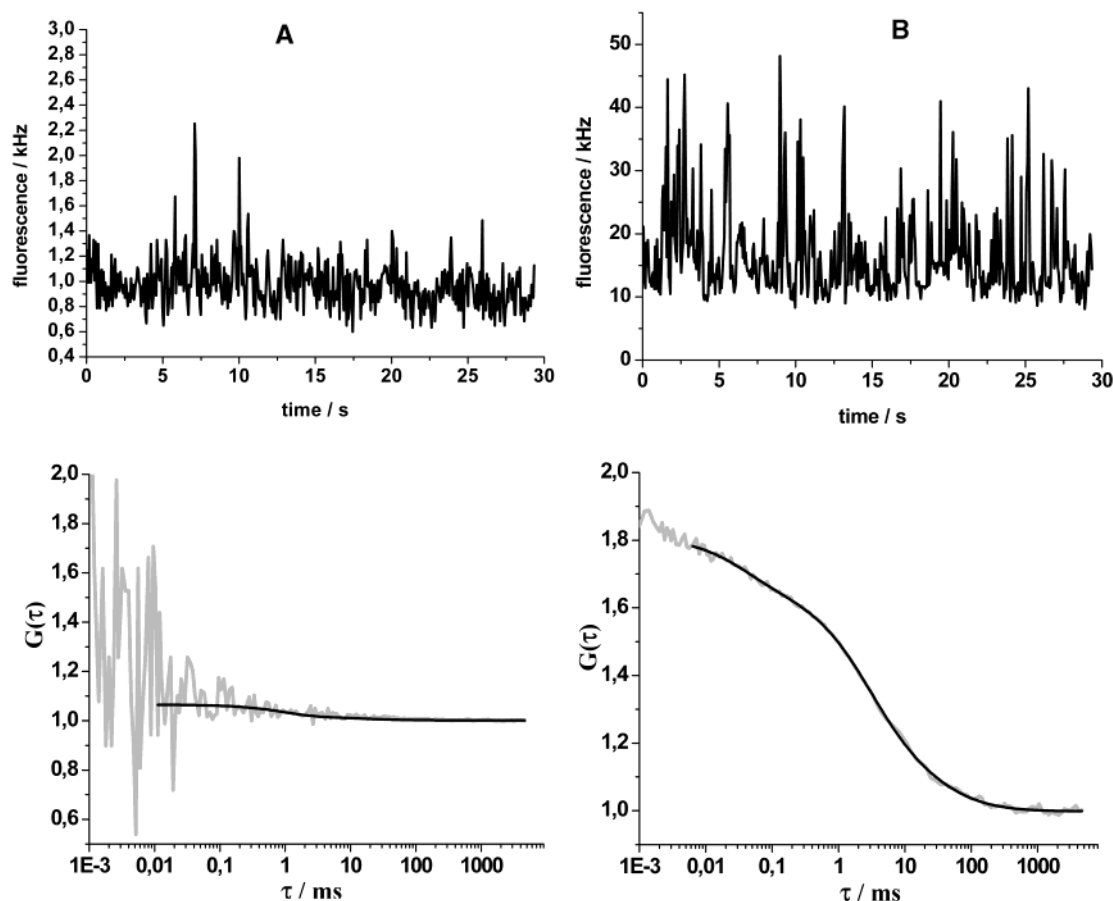 A
fluorescence / kHz
3,0
2,8
2,6
2,4
2,2
2,0
1,8
1,6
1,4
1,2
1,0
0,8
0,6
0,4
0 5 10 15 20 25 30
time / s
B
fluorescence / kHz
50
40
30
20
10
0
0 5 10 15 20 25 30
time / s
G(τ)
2,0
1,8
1,6
1,4
1,2
1,0
0,8
0,6
1E-3 0,01 0,1 1 10 100 1000
τ / ms
G(τ)
2,0
1,8
1,6
1,4
1,2
1,0
1E-3 0,01 0,1 1 10 100 1000
τ / ms